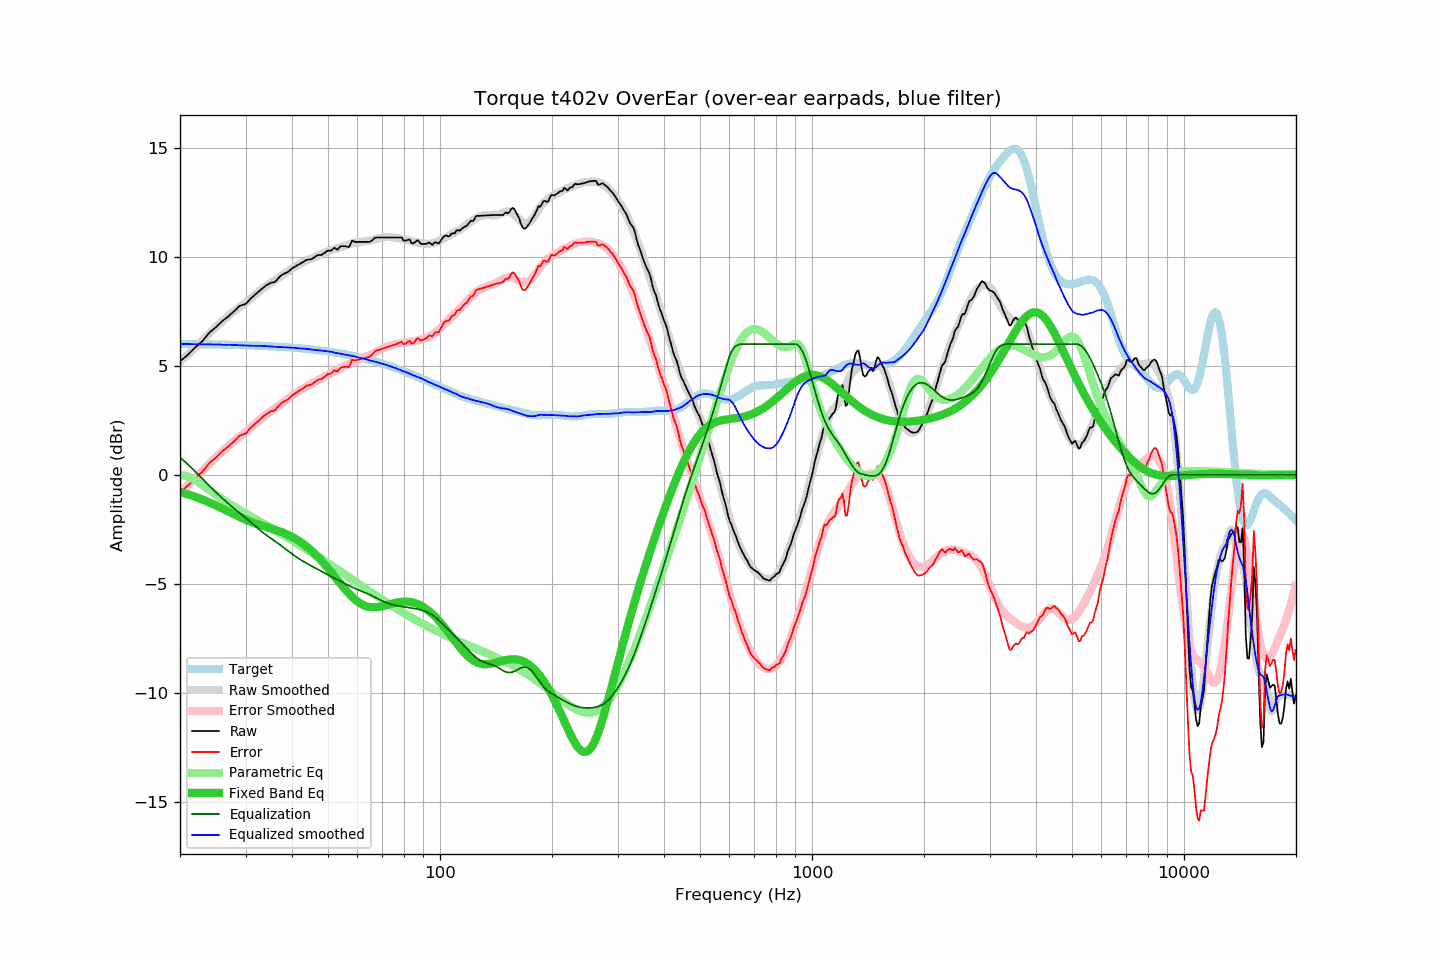 Torque t402v OverEar (over-ear earpads, blue filter)
15
10
5
0
−5
−10
−15
Amplitude (dBr)
Target
Raw Smoothed
Error Smoothed
Raw
Error
Parametric Eq
Fixed Band Eq
Equalization
Equalized smoothed
100
1000
10000
Frequency (Hz)